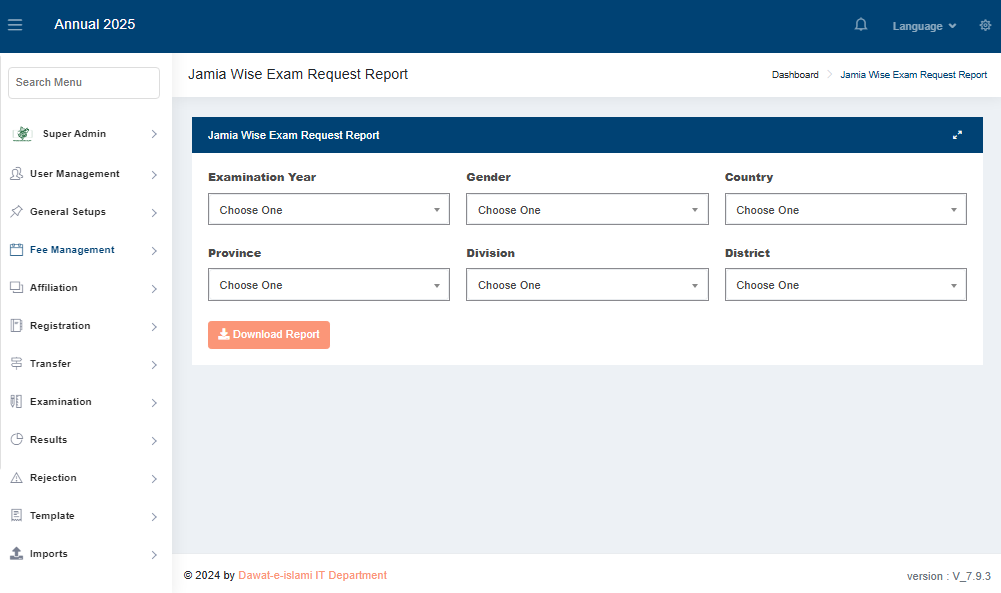 Annual 2025
Language
Search Menu
Super Admin
User Management
General Setups
Fee Management
Affiliation
Registration
Transfer
Examination
Results
Rejection
Template
Imports
Jamia Wise Exam Request Report
Dashboard
Jamia Wise Exam Request Report
Jamia Wise Exam Request Report
Examination Year Gender Country
Choose One Choose One Choose One
Province Division District
Choose One Choose One Choose One
Download Report
© 2024 by Dawat-e-islami IT Department
version : V_7.9.3